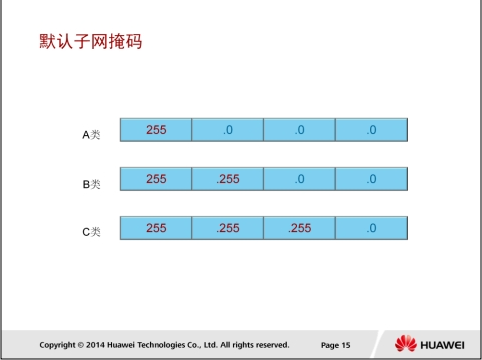 默认子网掩码
A类 255 .0 .0 .0
B类 255 .255 .0 .0
C类 255 .255 .255 .0
Copyright © 2014 Huawei Technologies Co., Ltd. All rights reserved. Page 15 HUAWEI